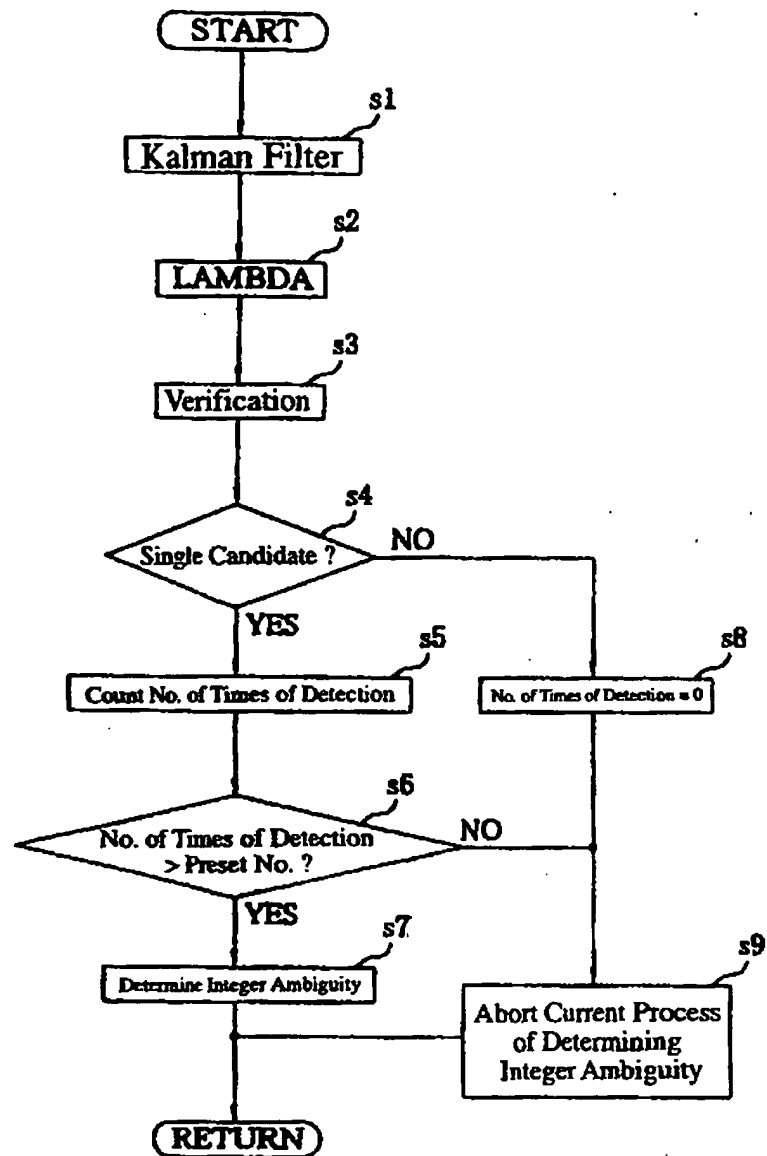 START
s1
Kalman Filter
s2
LAMBDA
s3
Verification
s4
Single Candidate ?
NO
YES
s5
Count No. of Times of Detection
s8
No. of Times of Detection = 0
s6
No. of Times of Detection
> Preset No. ?
NO
YES
s7
Determine Integer Ambiguity
s9
Abort Current Process
of Determining
Integer Ambiguity
RETURN